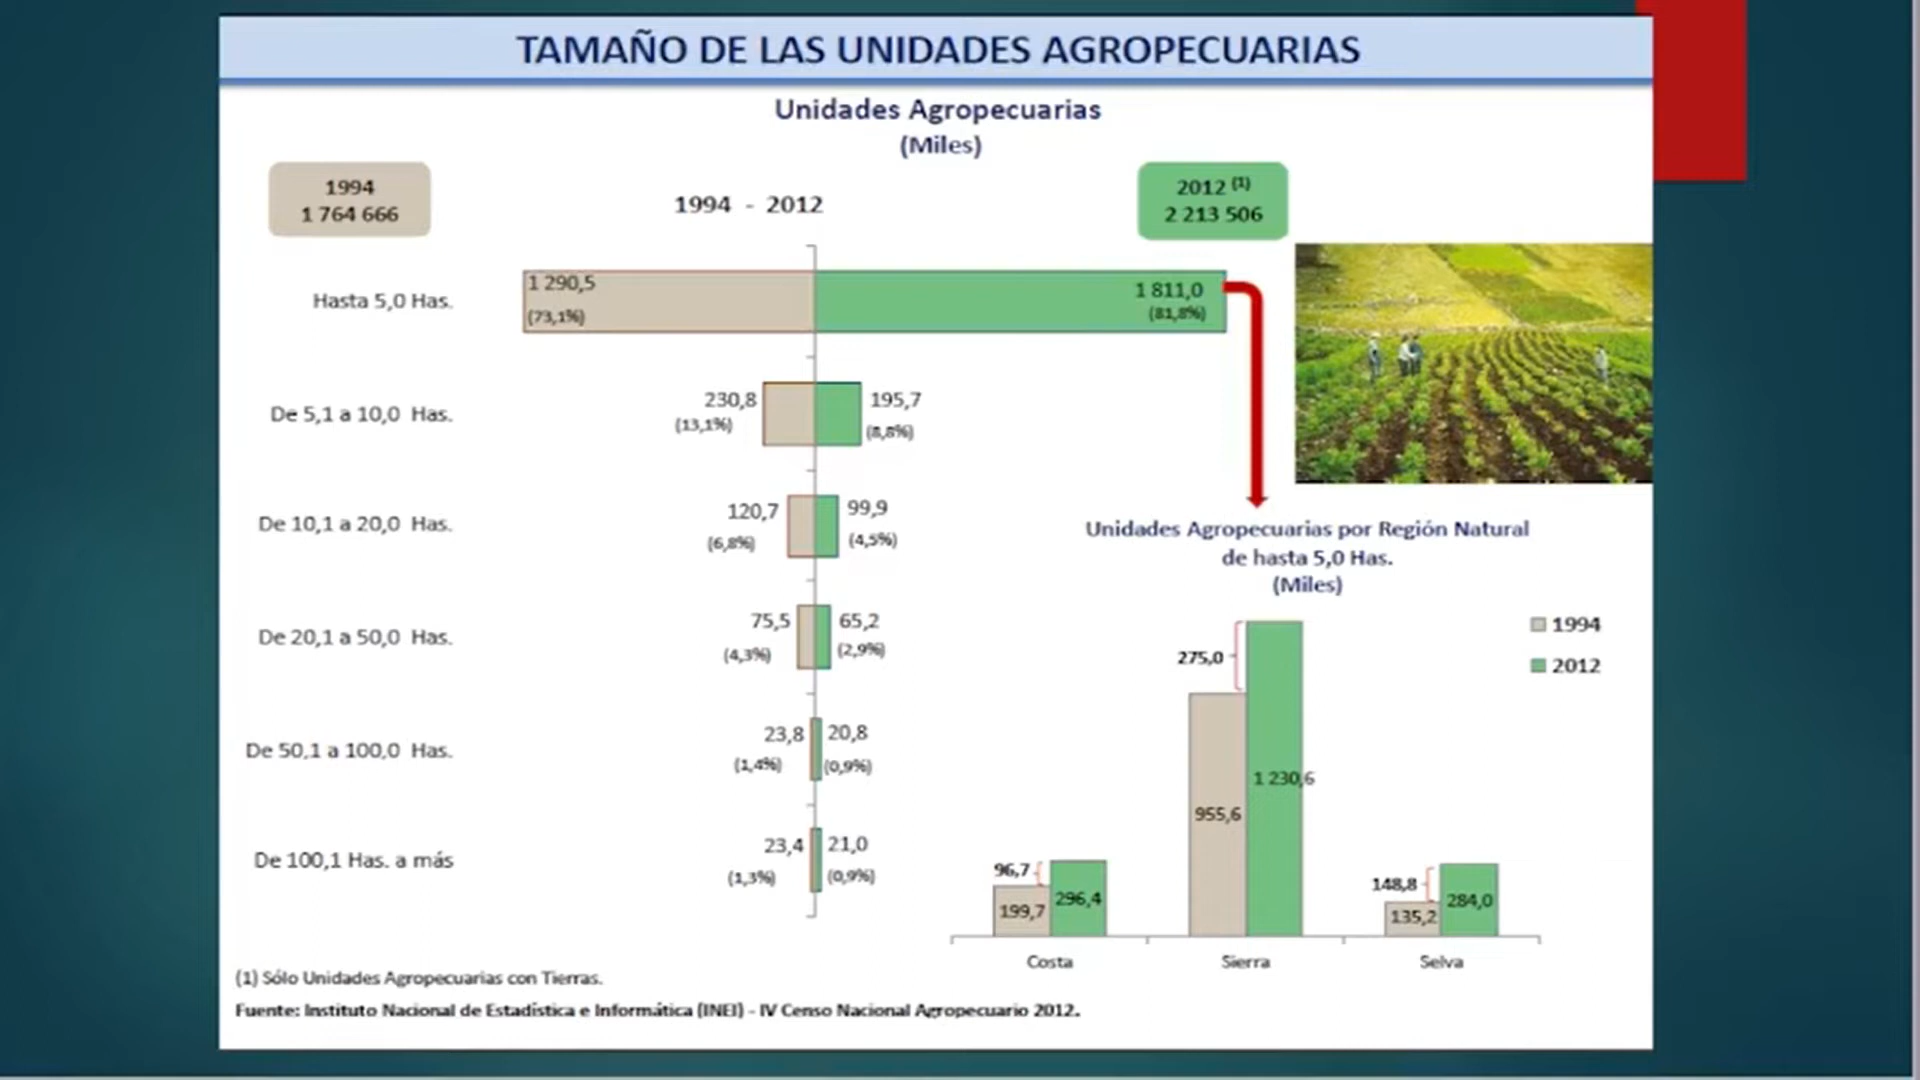 TAMAÑO DE LAS UNIDADES AGROPECUARIAS
Unidades Agropecuarias
(Miles)
1994
1 764 666
1994 - 2012
2012 (1)
2 213 506
Hasta 5,0 Has.
1 290,5
(73,1%)
1 811,0
(81,8%)
De 5,1 a 10,0 Has.
230,8
(13,1%)
195,7
(8,8%)
De 10,1 a 20,0 Has.
120,7
(6,8%)
99,9
(4,5%)
De 20,1 a 50,0 Has.
75,5
(4,3%)
65,2
(2,9%)
De 50,1 a 100,0 Has.
23,8
(1,4%)
20,8
(0,9%)
De 100,1 Has. a más
23,4
(1,3%)
21,0
(0,9%)
Unidades Agropecuarias por Región Natural
de hasta 5,0 Has.
(Miles)
1994
2012
96,7
199,7
296,4
275,0
955,6
1 230,6
148,8
135,2
284,0
Costa
Sierra
Selva
(1) Sólo Unidades Agropecuarias con Tierras.
Fuente: Instituto Nacional de Estadística e Informática (INEI) - IV Censo Nacional Agropecuario 2012.